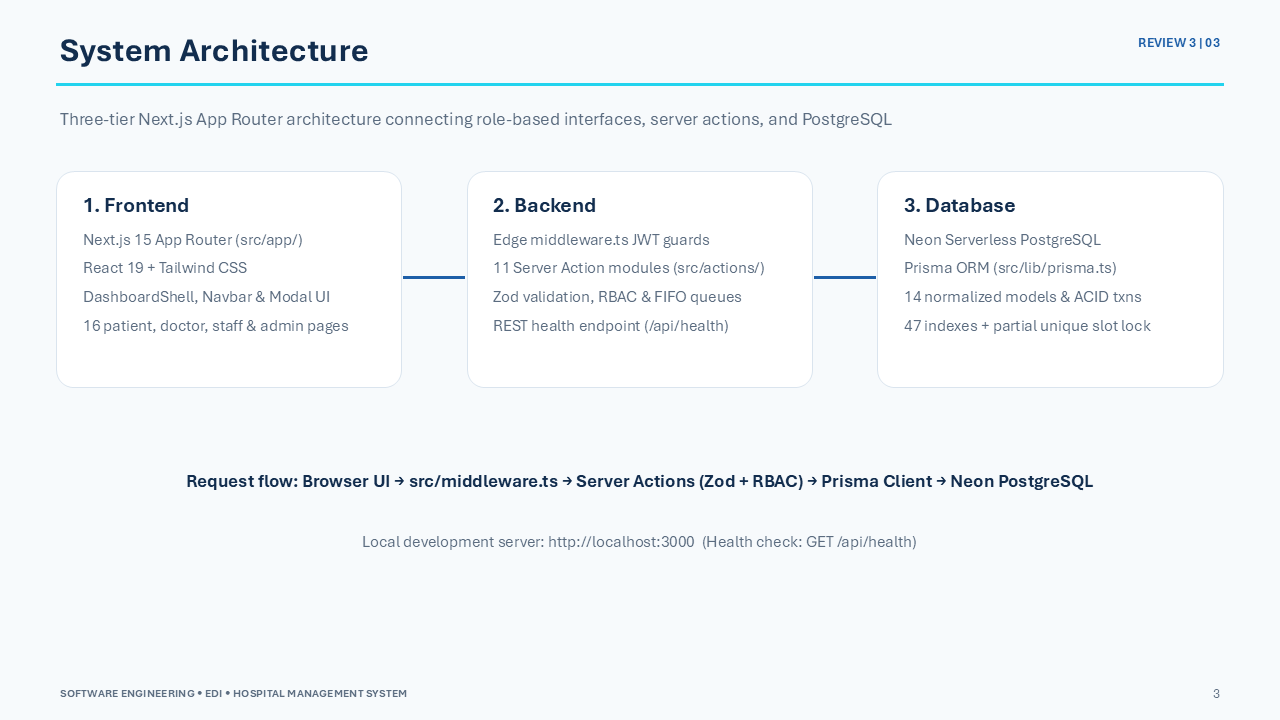 System Architecture
REVIEW 3 | 03
Three-tier Next.js App Router architecture connecting role-based interfaces, server actions, and PostgreSQL
1. Frontend
Next.js 15 App Router (src/app/)
React 19 + Tailwind CSS
DashboardShell, Navbar & Modal UI
16 patient, doctor, staff & admin pages
2. Backend
Edge middleware.ts JWT guards
11 Server Action modules (src/actions/)
Zod validation, RBAC & FIFO queues
REST health endpoint (/api/health)
3. Database
Neon Serverless PostgreSQL
Prisma ORM (src/lib/prisma.ts)
14 normalized models & ACID txns
47 indexes + partial unique slot lock
Request flow: Browser UI → src/middleware.ts → Server Actions (Zod + RBAC) → Prisma Client → Neon PostgreSQL
Local development server: http://localhost:3000 (Health check: GET /api/health)
SOFTWARE ENGINEERING • EDI • HOSPITAL MANAGEMENT SYSTEM
3